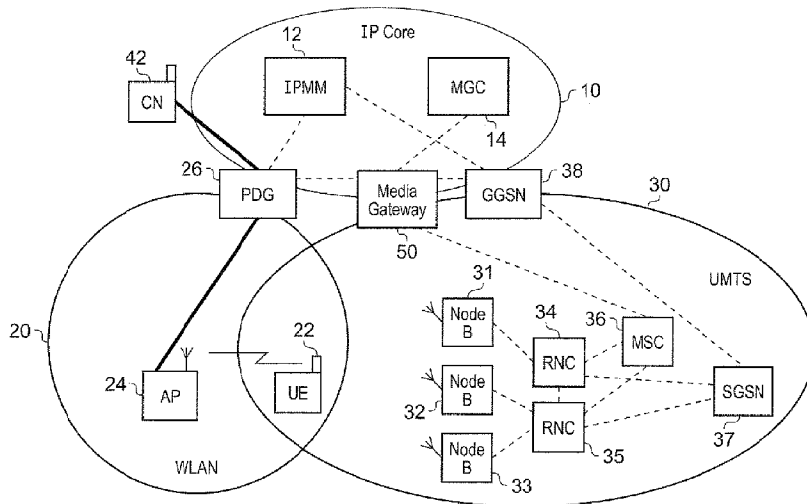 IP Core
12
42
CN
IPMM
MGC
10
14
26
38
PDG
Media
Gateway
GGSN
30
50
UMTS
31
Node
B
34
36
20
22
RNC
MSC
24
AP
UE
Node
B
32
RNC
SGSN
37
35
Node
B
33
WLAN